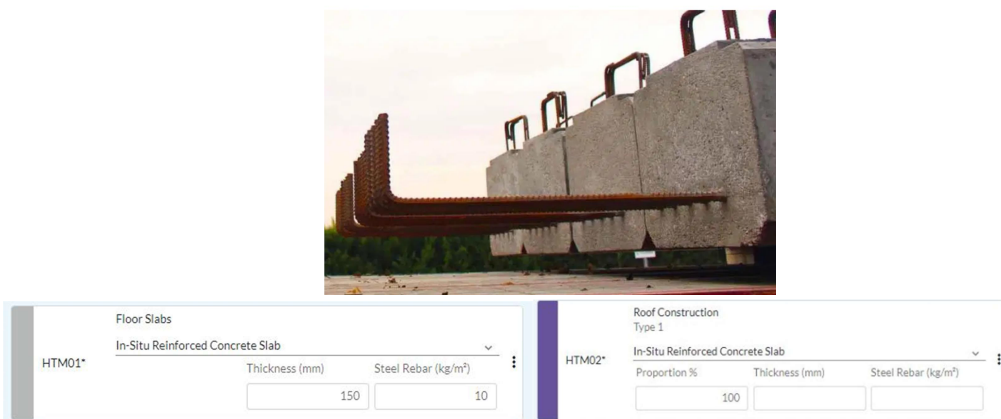 Floor Slabs
In-Situ Reinforced Concrete Slab
HTM01*
Thickness (mm) Steel Rebar (kg/m²)
150 10
Roof Construction
Type 1
In-Situ Reinforced Concrete Slab
HTM02*
Proportion % Thickness (mm) Steel Rebar (kg/m²)
100